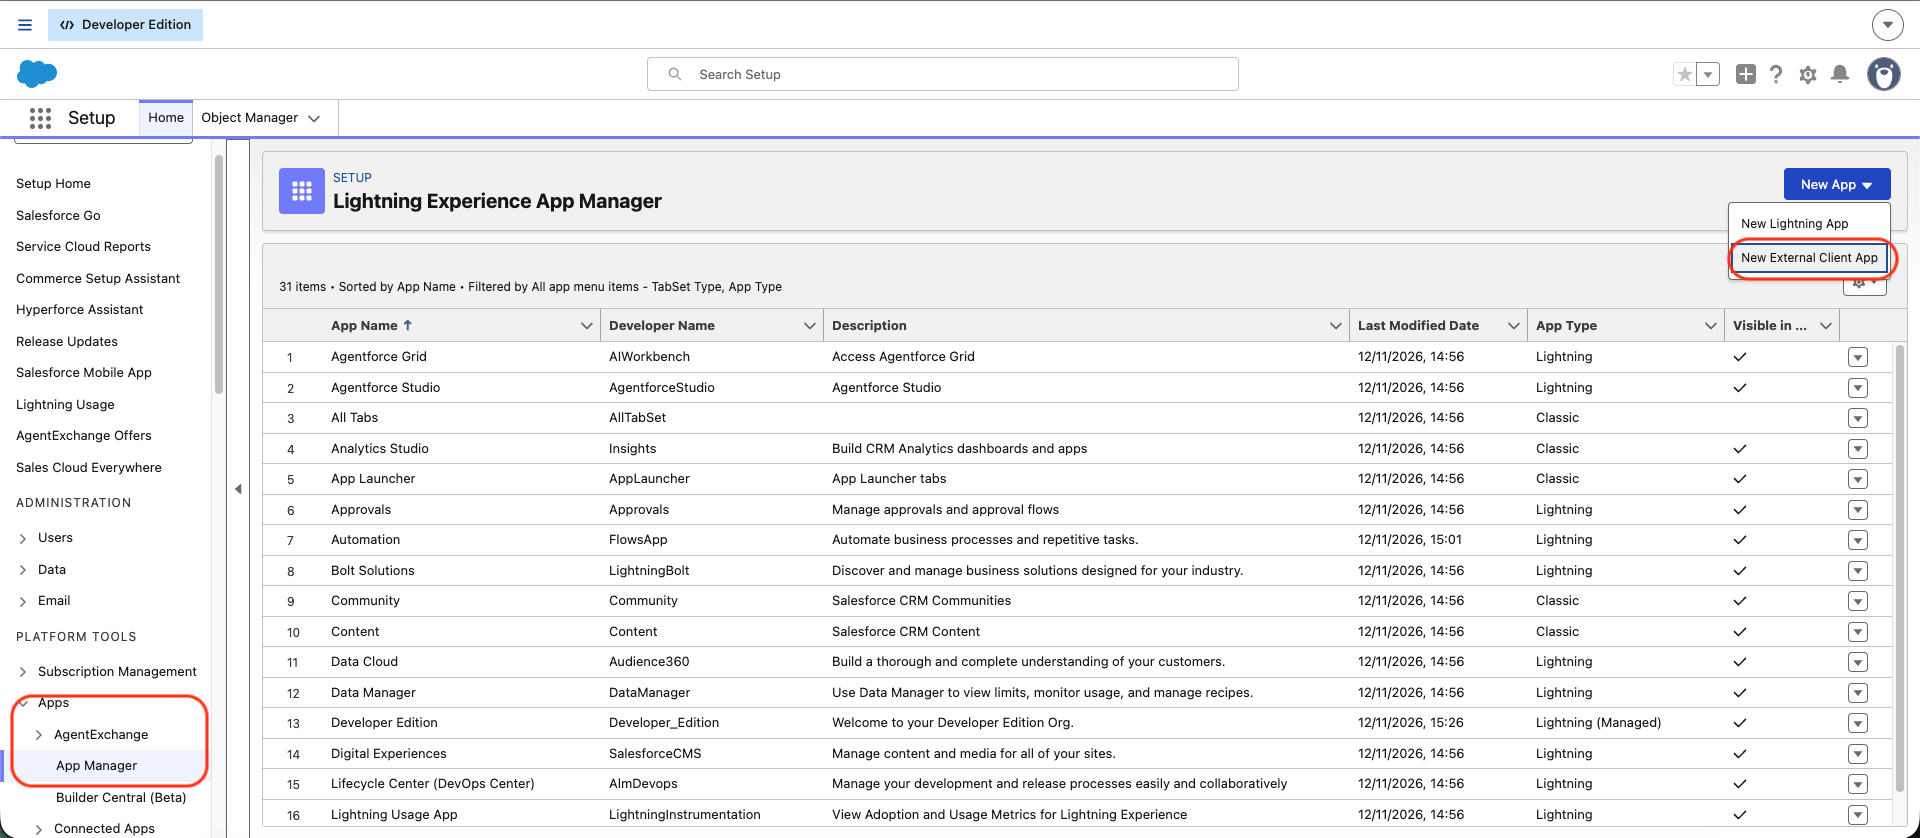 Developer Edition
Search Setup
Setup
Home
Object Manager
Setup Home
Salesforce Go
Service Cloud Reports
Commerce Setup Assistant
Hyperforce Assistant
Release Updates
Salesforce Mobile App
Lightning Usage
AgentExchange Offers
Sales Cloud Everywhere
ADMINISTRATION
Users
Data
Email
PLATFORM TOOLS
Subscription Management
Apps
AgentExchange
App Manager
Builder Central (Beta)
Connected Apps
SETUP
Lightning Experience App Manager
New App
New Lightning App
New External Client App
31 items • Sorted by App Name • Filtered by All app menu items - TabSet Type, App Type
App Name ↑ Developer Name Description Last Modified Date App Type Visible in ...
1 Agentforce Grid AIWorkbench Access Agentforce Grid 12/11/2026, 14:56 Lightning
2 Agentforce Studio AgentforceStudio Agentforce Studio 12/11/2026, 14:56 Lightning
3 All Tabs AllTabSet 12/11/2026, 14:56 Classic
4 Analytics Studio Insights Build CRM Analytics dashboards and apps 12/11/2026, 14:56 Classic
5 App Launcher AppLauncher App Launcher tabs 12/11/2026, 14:56 Classic
6 Approvals Approvals Manage approvals and approval flows 12/11/2026, 14:56 Lightning
7 Automation FlowsApp Automate business processes and repetitive tasks. 12/11/2026, 15:01 Lightning
8 Bolt Solutions LightningBolt Discover and manage business solutions designed for your industry. 12/11/2026, 14:56 Lightning
9 Community Community Salesforce CRM Communities 12/11/2026, 14:56 Classic
10 Content Content Salesforce CRM Content 12/11/2026, 14:56 Classic
11 Data Cloud Audience360 Build a thorough and complete understanding of your customers. 12/11/2026, 14:56 Lightning
12 Data Manager DataManager Use Data Manager to view limits, monitor usage, and manage recipes. 12/11/2026, 14:56 Lightning
13 Developer Edition Developer_Edition Welcome to your Developer Edition Org. 12/11/2026, 15:26 Lightning (Managed)
14 Digital Experiences SalesforceCMS Manage content and media for all of your sites. 12/11/2026, 14:56 Lightning
15 Lifecycle Center (DevOps Center) AlmDevops Manage your development and release processes easily and collaboratively 12/11/2026, 14:56 Lightning
16 Lightning Usage App LightningInstrumentation View Adoption and Usage Metrics for Lightning Experience 12/11/2026, 14:56 Lightning